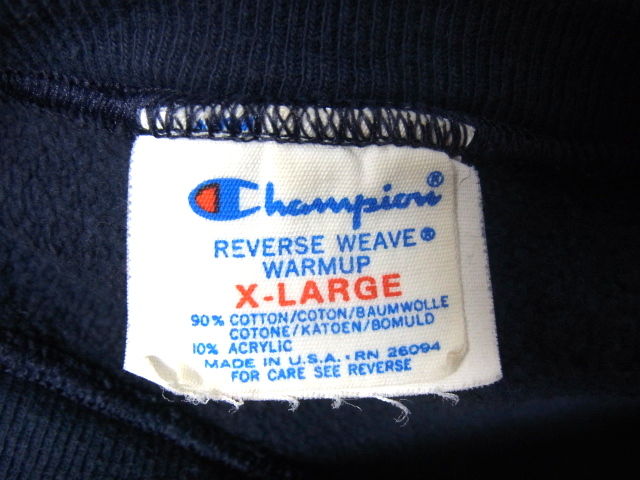 Champion®
REVERSE WEAVE®
WARMUP
X-LARGE
90% COTTON/COTON/BAUMWOLLE
COTONE/KATOEN/BOMULD
10% ACRYLIC
MADE IN U.S.A. • RN 26094
FOR CARE SEE REVERSE